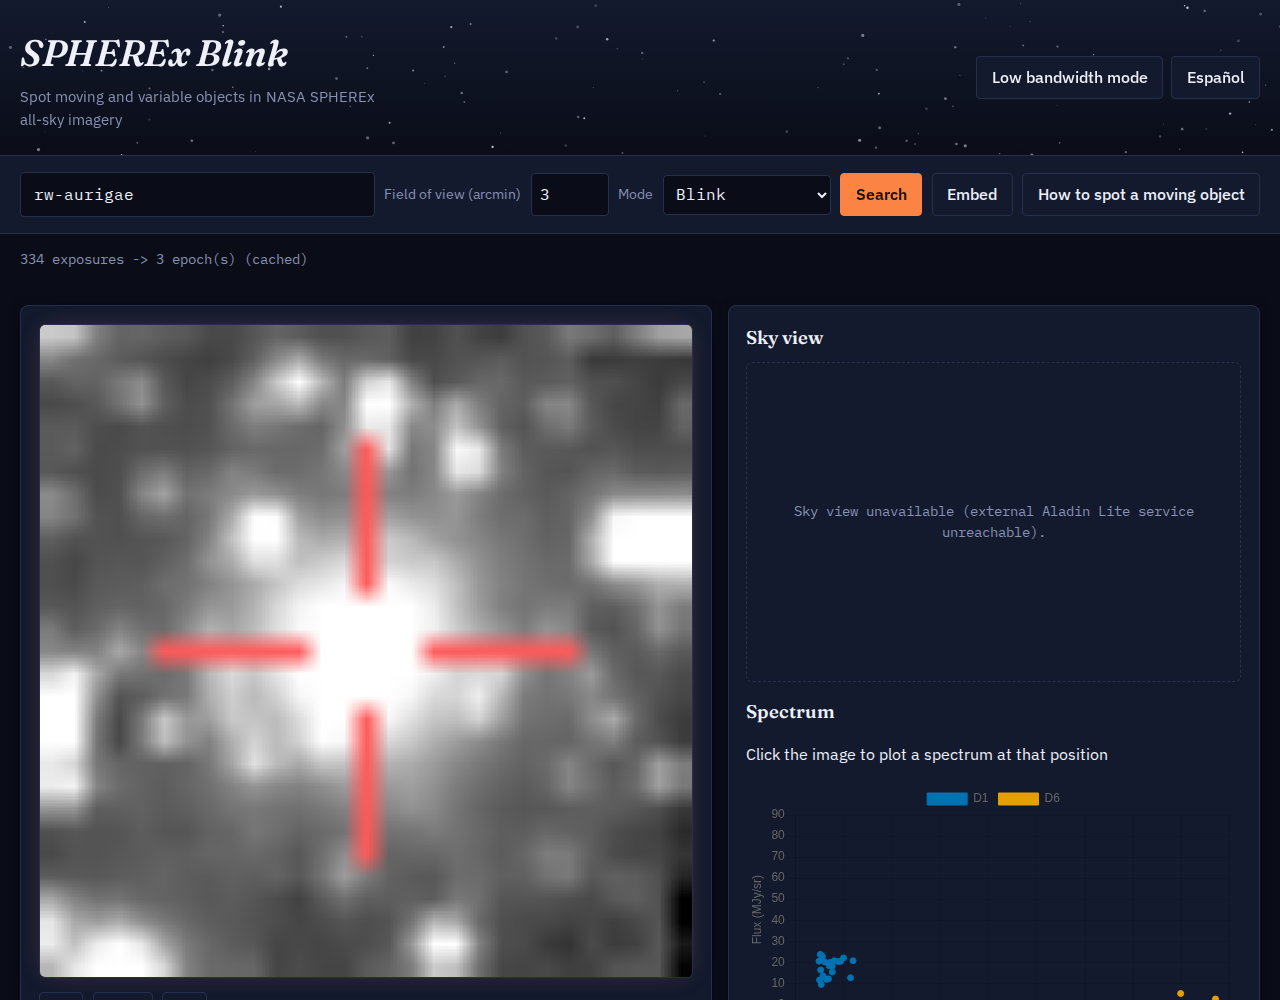 SPHEREx Blink
Spot moving and variable objects in NASA SPHEREx
all-sky imagery
Low bandwidth mode
Español
rw-aurigae
Field of view (arcmin)
3
Mode
Blink
Search
Embed
How to spot a moving object
334 exposures -> 3 epoch(s) (cached)
Sky view
Sky view unavailable (external Aladin Lite service
unreachable).
Spectrum
Click the image to plot a spectrum at that position
D1
D6
90
80
70
60
50
40
30
20
10
Flux (MJy/sr)